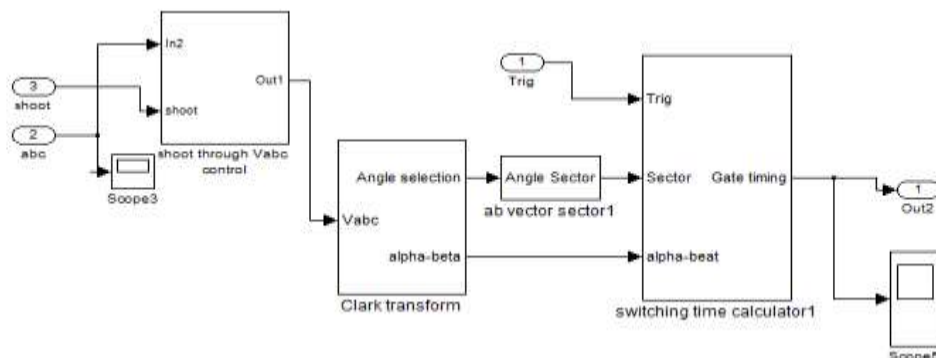 In2
Out1
shoot
shoot through Vabc
control
3
shoot
2
abc
Scope3
1
Trig
Trig
Sector
Gate timing
alpha-beat
switching time calculator1
Angle selection
Vabc
alpha-beta
Clark transform
Angle Sector
ab vector sector1
1
Out2